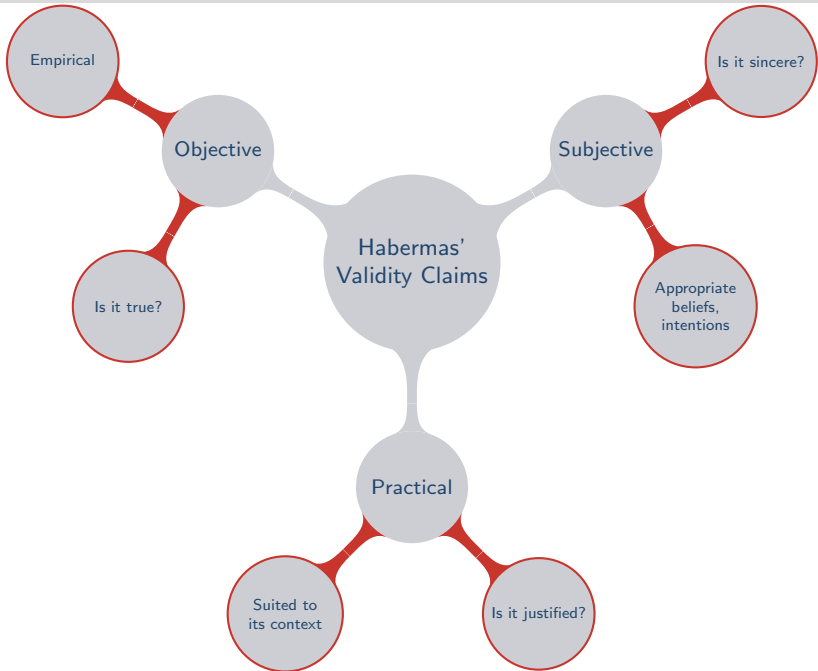 Empirical
Is it sincere?
Objective
Subjective
Habermas'
Validity Claims
Is it true?
Appropriate
beliefs,
intentions
Practical
Suited to
its context
Is it justified?